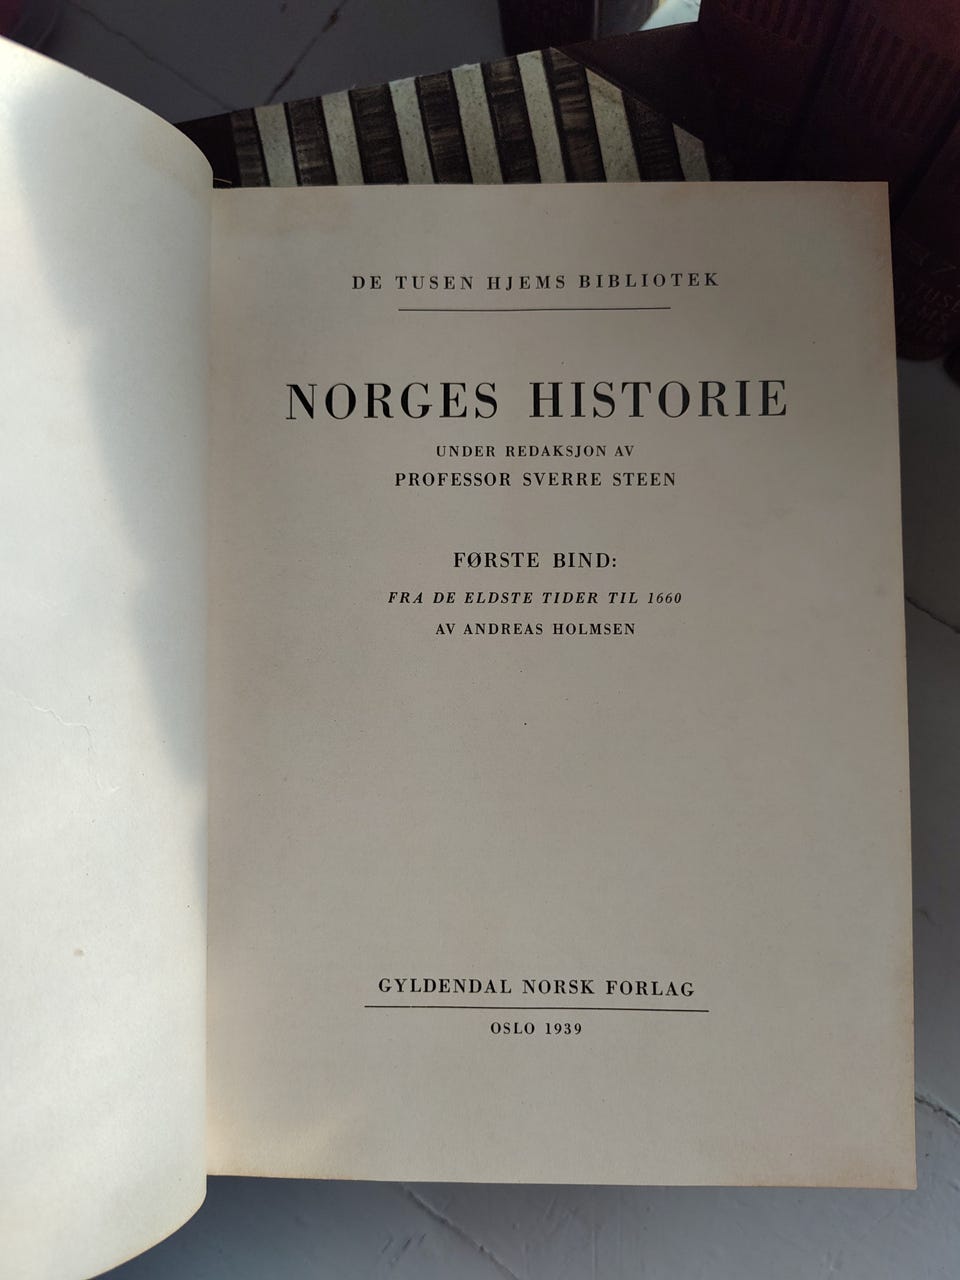 DE TUSEN HJEMS BIBLIOTEK
NORGES HISTORIE
UNDER REDAKSJON AV
PROFESSOR SVERRE STEEN
FØRSTE BIND:
FRA DE ELDSTE TIDER TIL 1660
AV ANDREAS HOLMSEN
GYLDENDAL NORSK FORLAG
OSLO 1939